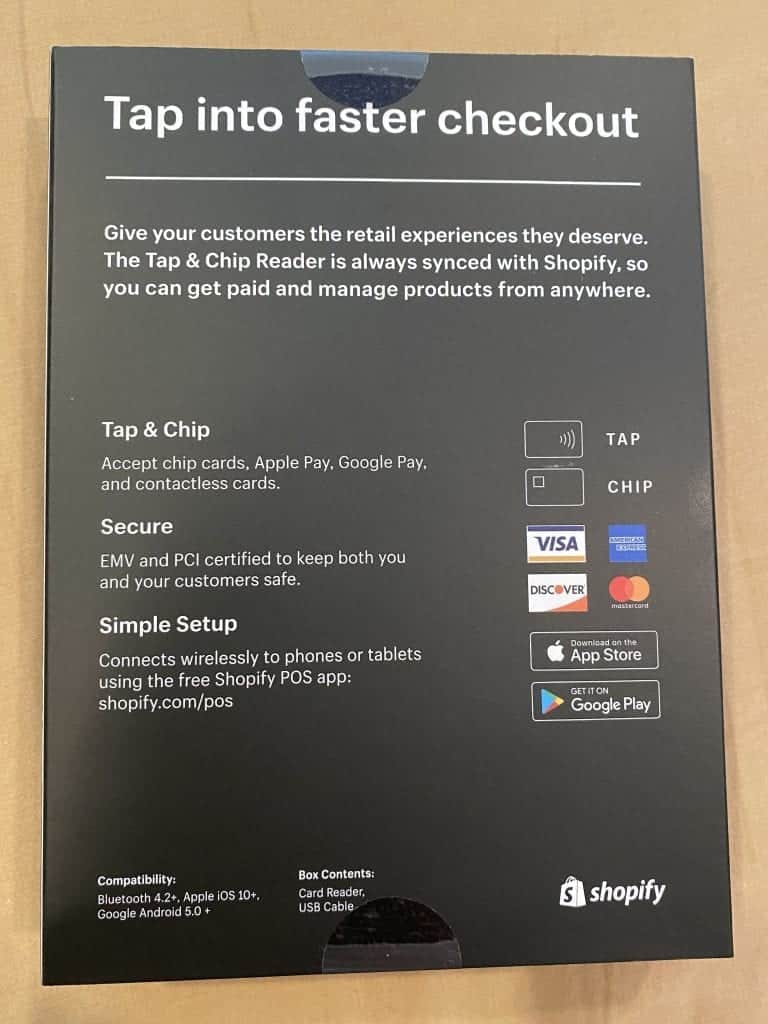 Tap into faster checkout
Give your customers the retail experiences they deserve.
The Tap & Chip Reader is always synced with Shopify, so
you can get paid and manage products from anywhere.
Tap & Chip
Accept chip cards, Apple Pay, Google Pay,
and contactless cards.
Secure
EMV and PCI certified to keep both you
and your customers safe.
Simple Setup
Connects wirelessly to phones or tablets
using the free Shopify POS app:
shopify.com/pos
TAP
CHIP
VISA
AMERICAN
EXPRESS
DISCOVER
mastercard
Download on the
App Store
GET IT ON
Google Play
Compatibility:
Bluetooth 4.2+, Apple iOS 10+,
Google Android 5.0 +
Box Contents:
Card Reader,
USB Cable
S shopify